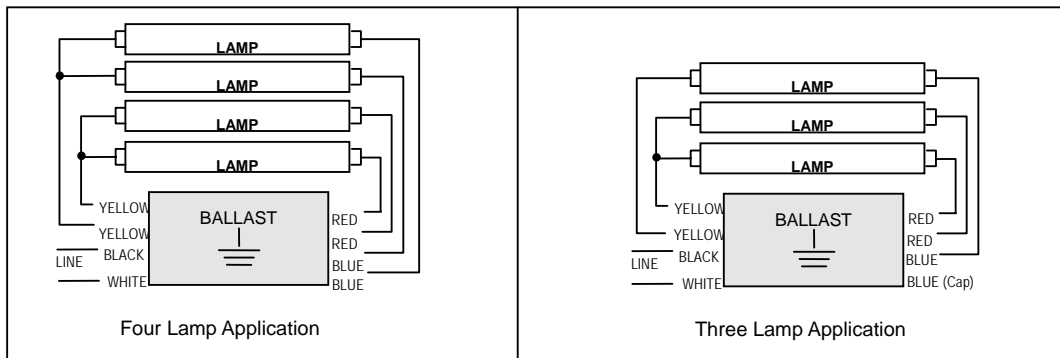 LAMP
LAMP
LAMP
LAMP
YELLOW
YELLOW
LINE
BLACK
WHITE
BALLAST
RED
RED
BLUE
BLUE
Four Lamp Application
LAMP
LAMP
LAMP
YELLOW
YELLOW
LINE
BLACK
WHITE
BALLAST
RED
RED
BLUE
BLUE (Cap)
Three Lamp Application